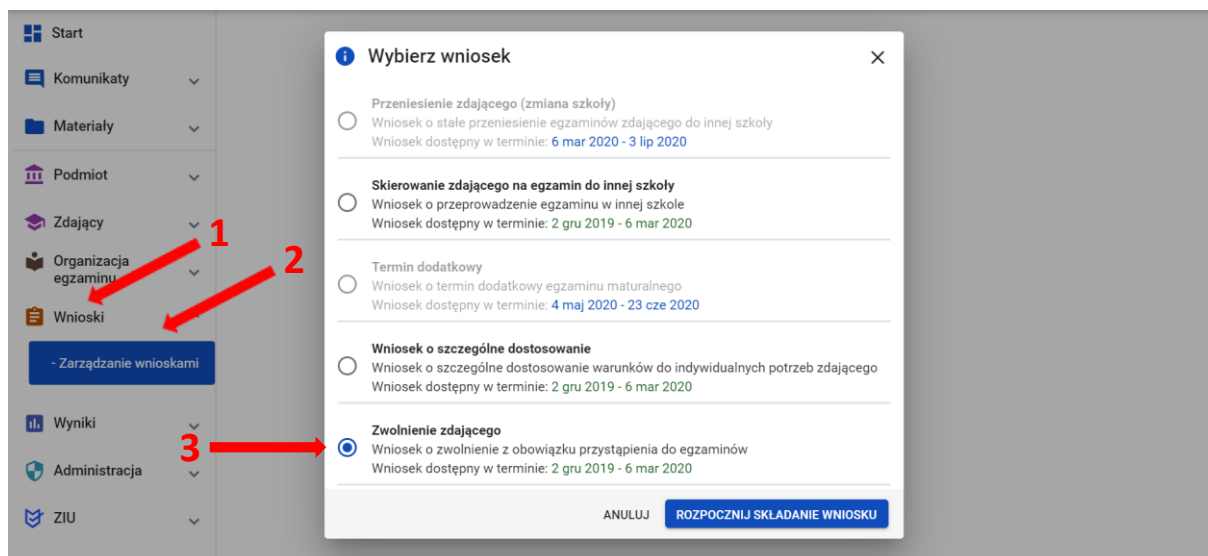 Start
Komunikaty
Materiały
Podmiot
Zdający
1
2
Organizacja
egzaminu
Wnioski
- Zarządzanie wnioskami
Wyniki
3
Administracja
ZIU
Wybierz wniosek
Przeniesienie zdającego (zmiana szkoły)
Wniosek o stałe przeniesienie egzaminów zdającego do innej szkoły
Wniosek dostępny w terminie: 6 mar 2020 - 3 lip 2020
Skierowanie zdającego na egzamin do innej szkoły
Wniosek o przeprowadzenie egzaminu w innej szkole
Wniosek dostępny w terminie: 2 gru 2019 - 6 mar 2020
Termin dodatkowy
Wniosek o termin dodatkowy egzaminu maturalnego
Wniosek dostępny w terminie: 4 maj 2020 - 23 cze 2020
Wniosek o szczególne dostosowanie
Wniosek o szczególne dostosowanie warunków do indywidualnych potrzeb zdającego
Wniosek dostępny w terminie: 2 gru 2019 - 6 mar 2020
Zwolnienie zdającego
Wniosek o zwolnienie z obowiązku przystąpienia do egzaminów
Wniosek dostępny w terminie: 2 gru 2019 - 6 mar 2020
ANULUJ ROZPOCZNIJ SKŁADANIE WNIOSKU